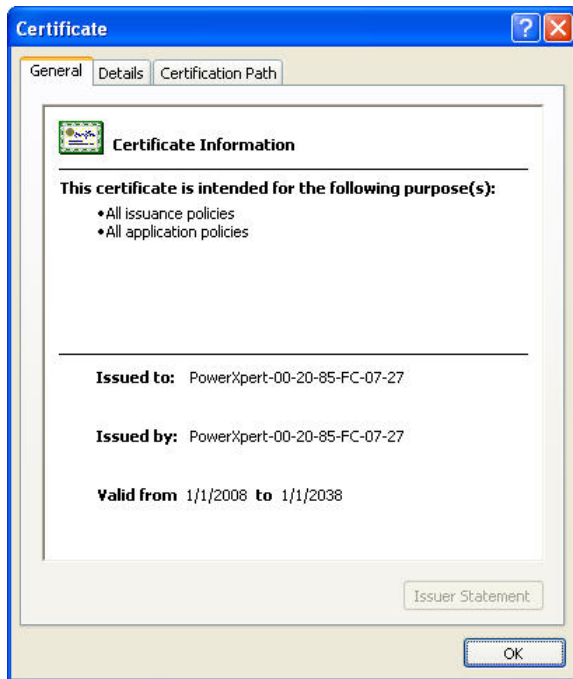 Certificate
General Details Certification Path
Certificate Information
This certificate is intended for the following purpose(s):
•All issuance policies
•All application policies
Issued to: PowerXpert-00-20-85-FC-07-27
Issued by: PowerXpert-00-20-85-FC-07-27
Valid from 1/1/2008 to 1/1/2038
Issuer Statement
OK